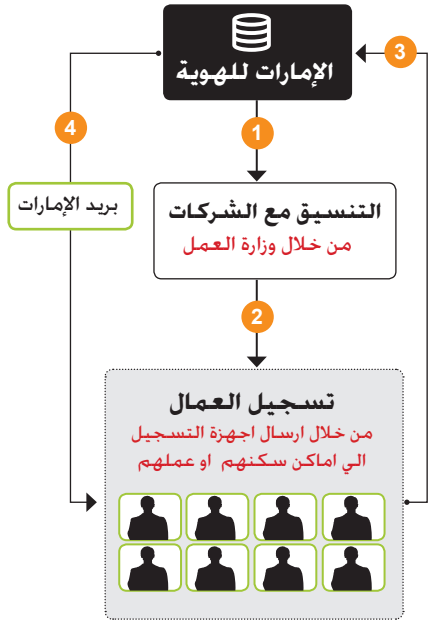 الإمارات للهوية
3
4
1
بريد الإمارات
التنسيق مع الشركات
من خلال وزارة العمل
2
تسجيل العمال
من خلال ارسال اجهزة التسجيل
الي اماكن سكنهم او عملهم